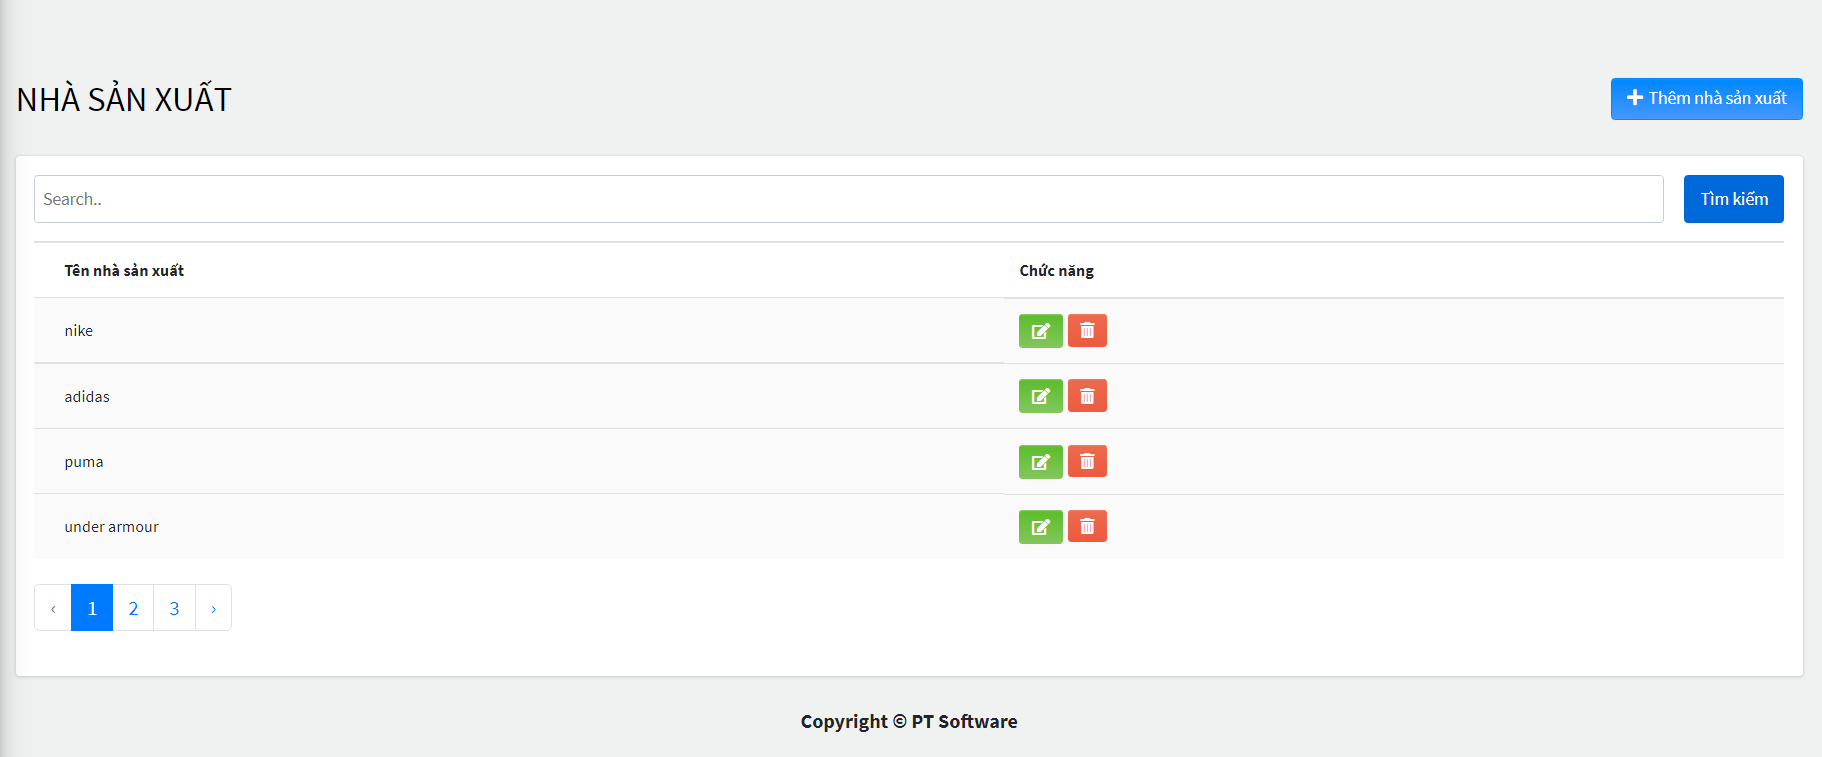 NHÀ SẢN XUẤT
Thêm nhà sản xuất
Search..
Tìm kiếm
Tên nhà sản xuất
Chức năng
nike
adidas
puma
under armour
‹ 1 2 3 ›
Copyright © PT Software